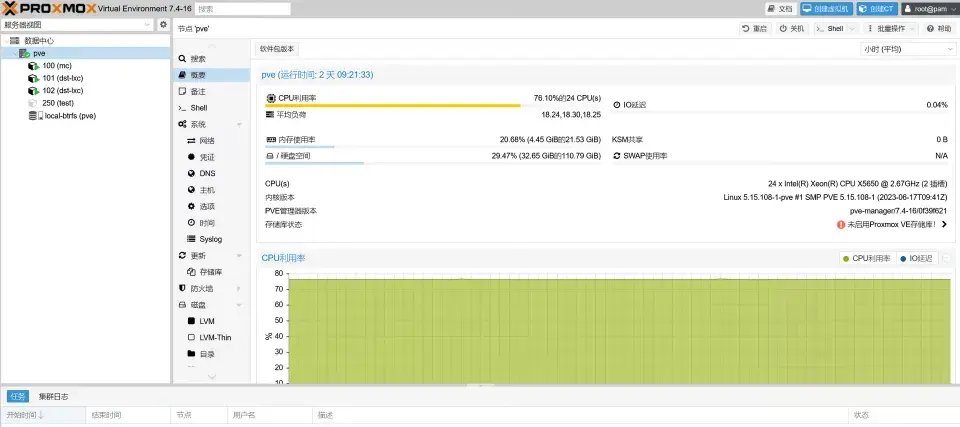 PROXMOX Virtual Environment 7.4-16 搜索 文档 创建虚拟机 创建CT root@pam
服务器视图 节点 'pve' 重启 关机 >_ Shell 批量操作 帮助
数据中心
pve
100 (mc)
101 (dst-lxc)
102 (dst-lxc)
250 (test)
local-btrfs (pve)
搜索
概要
备注
>_ Shell
系统
网络
凭证
DNS
主机
选项
时间
Syslog
更新
存储库
防火墙
磁盘
LVM
LVM-Thin
目录
软件包版本 小时 (平均)
pve (运行时间: 2 天 09:21:33)
CPU利用率 76.10%的24 CPU(s) IO延迟 0.04%
平均负荷 18.24,18.30,18.25
内存使用率 20.68% (4.45 GiB的21.53 GiB) KSM共享 0 B
/ 硬盘空间 29.47% (32.65 GiB的110.79 GiB) SWAP使用率 N/A
CPU(s) 24 x Intel(R) Xeon(R) CPU X5650 @ 2.67GHz (2 插槽)
内核版本 Linux 5.15.108-1-pve #1 SMP PVE 5.15.108-1 (2023-06-17T09:41Z)
PVE管理器版本 pve-manager/7.4-16/0f39f621
存储库状态 未启用Proxmox VE存储库!
CPU利用率 CPU利用率 IO延迟
80
70
60
50
%
40
30
20
10
任务 集群日志
开始时间↓ 结束时间 节点 用户名 描述 状态